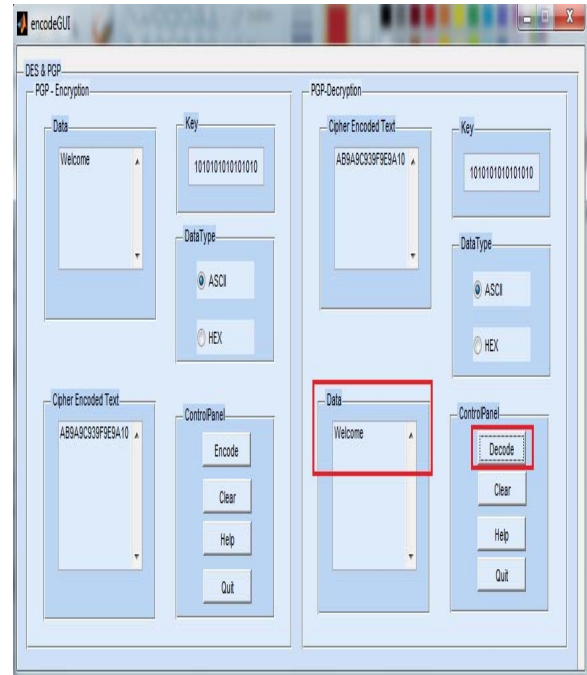 encodeGUI
DES & PGP
PGP - Encryption
Data
Welcome
Key
1010101010101010
DataType
ASCII
HEX
Cipher Encoded Text
AB9A9C939F9E9A10
ControlPanel
Encode
Clear
Help
Quit
PGP-Decryption
Cipher Encoded Text
AB9A9C939F9E9A10
Key
1010101010101010
DataType
ASCII
HEX
Data
Welcome
ControlPanel
Decode
Clear
Help
Quit